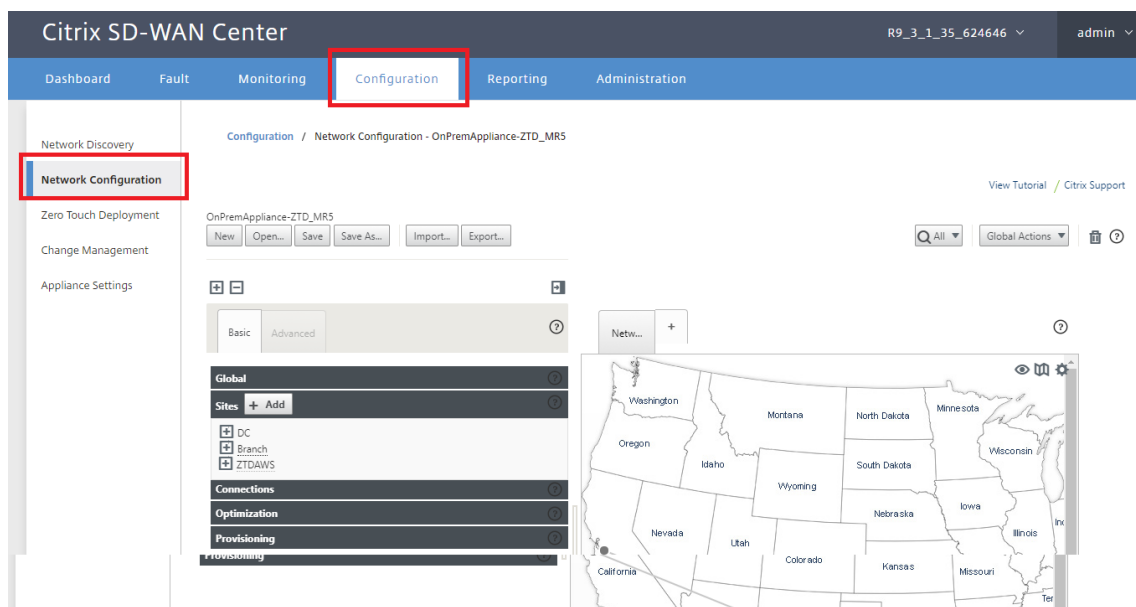 Citrix SD-WAN Center R9_3_1_35_624646 admin
Dashboard Fault Monitoring Configuration Reporting Administration
Network Discovery
Network Configuration
Zero Touch Deployment
Change Management
Appliance Settings
Configuration / Network Configuration - OnPremAppliance-ZTD_MR5
View Tutorial / Citrix Support
OnPremAppliance-ZTD_MR5
New Open... Save Save As... Import... Export... All Global Actions
Basic Advanced
Netw... +
Global
Sites + Add
DC
Branch
ZTDAWS
Connections
Optimization
Provisioning
Provisioning
Washington
Montana
North Dakota
Minnesota
Oregon
Idaho
South Dakota
Wisconsin
Wyoming
Nebraska
Iowa
Nevada
Utah
Illinois
Inc
California
Colorado
Kansas
Missouri
Ter